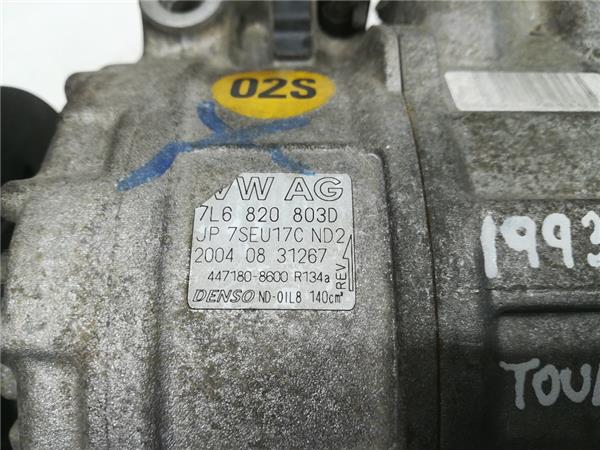 02S
VW AG
7L6 820 803D
JP 7SEU17C ND2
2004 08 31267
447180-8600 R134a
REV
DENSO ND-OIL8 140cm³
1993
TOU